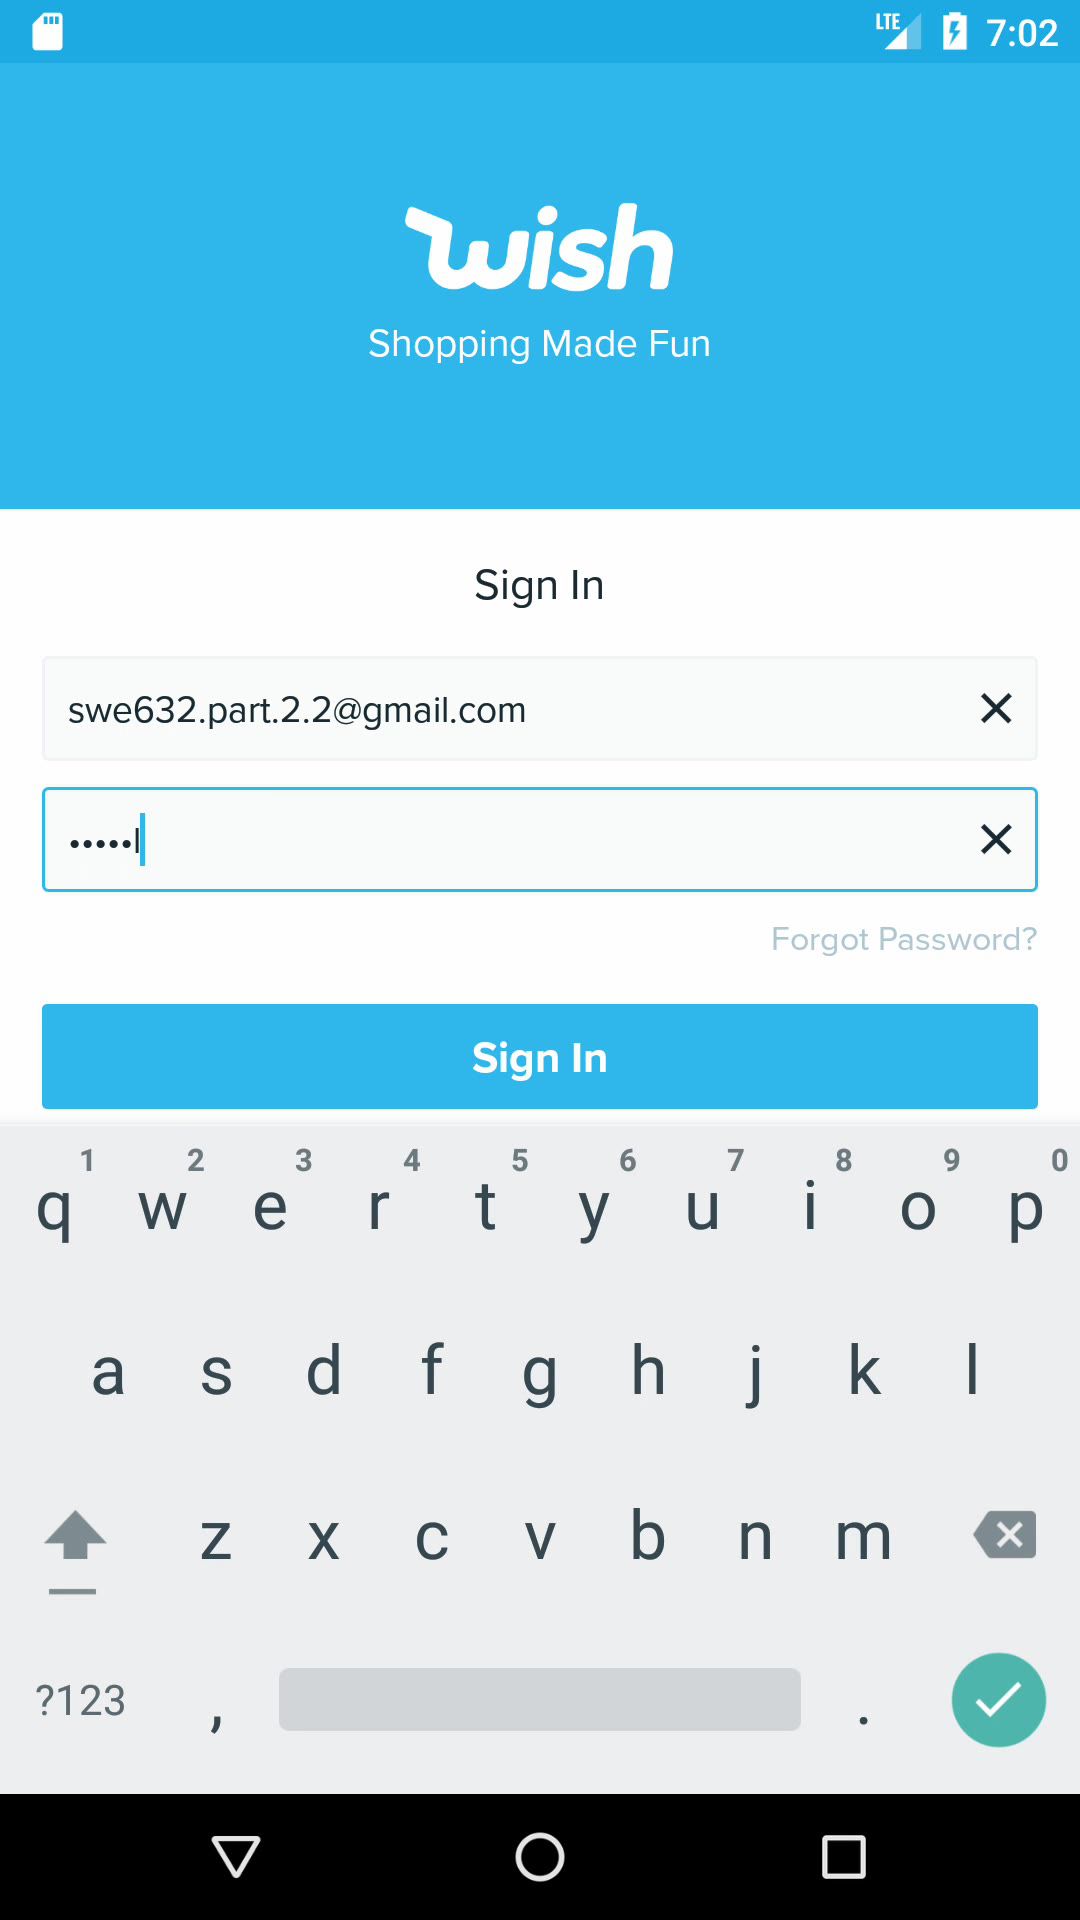 LTE 7:02
wish
Shopping Made Fun
Sign In
swe632.part.2.2@gmail.com
•••••l
Forgot Password?
Sign In
1 2 3 4 5 6 7 8 9 0
q w e r t y u i o p
a s d f g h j k l
z x c v b n m
?123 , .